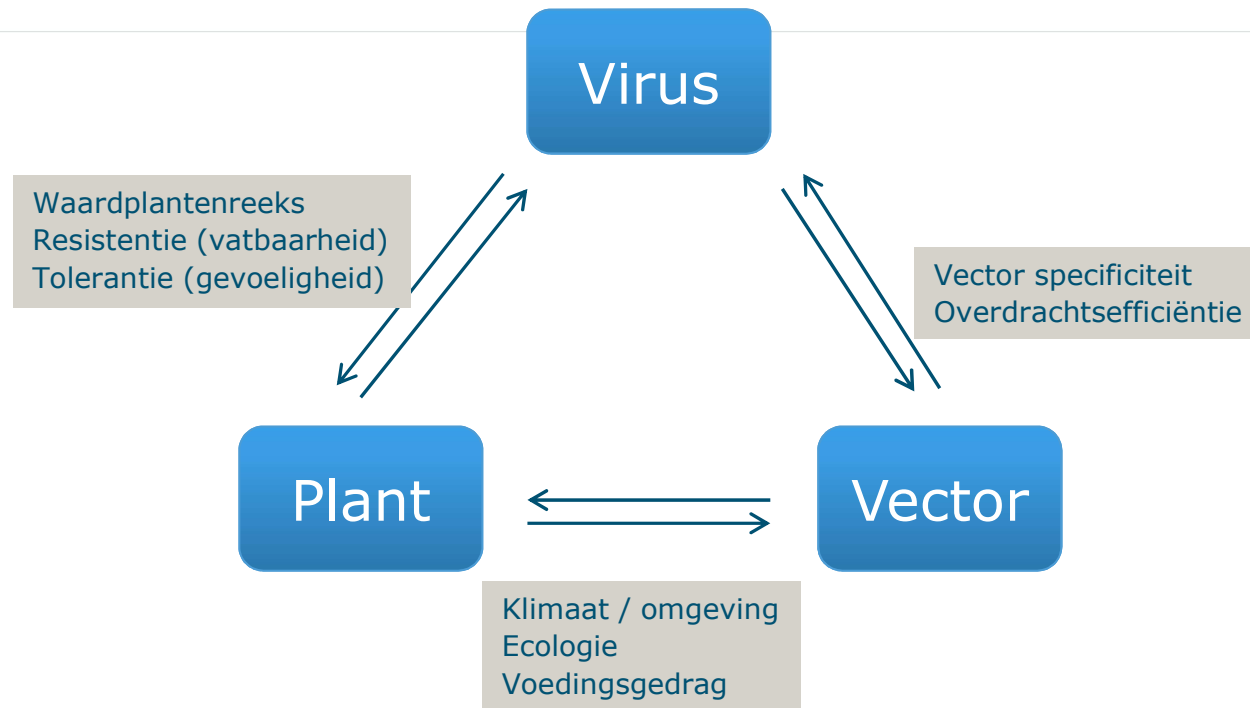 Virus
Waardplantenreeks
Resistentie (vatbaarheid)
Tolerantie (gevoeligheid)
Vector specificiteit
Overdrachtsefficiëntie
Plant
Vector
Klimaat / omgeving
Ecologie
Voedingsgedrag